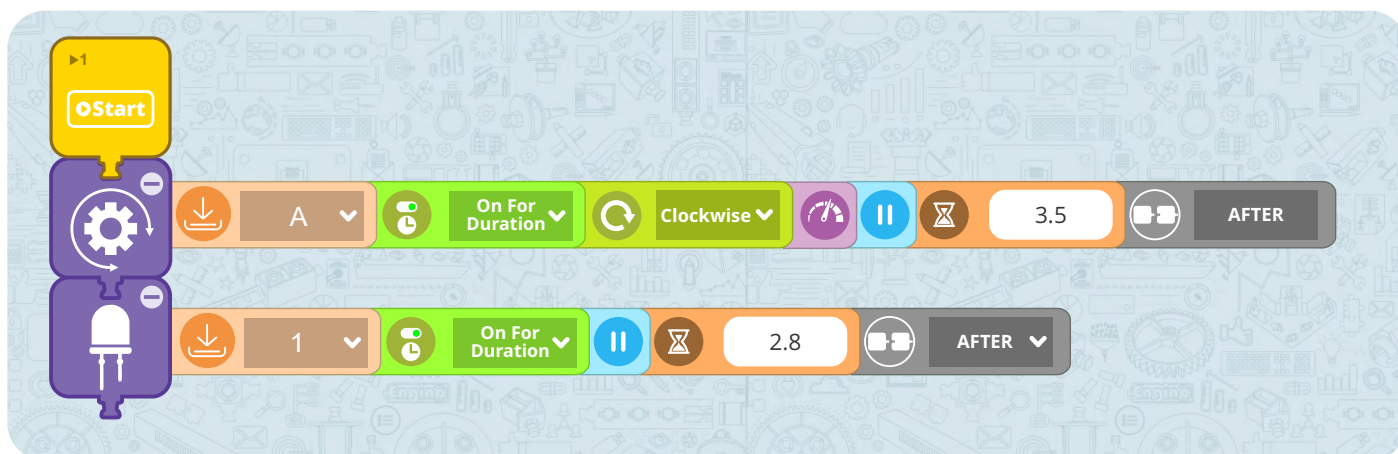 1
Start
A
On For
Duration
Clockwise
3.5
AFTER
1
On For
Duration
2.8
AFTER